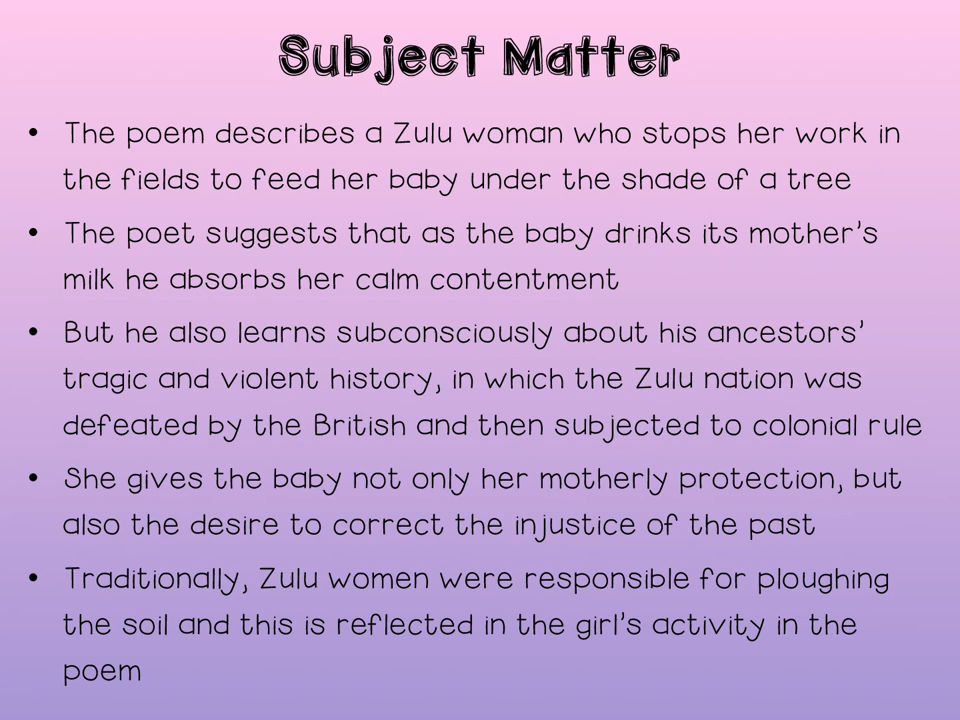 Subject Matter
• The poem describes a Zulu woman who stops her work in
the fields to feed her baby under the shade of a tree
• The poet suggests that as the baby drinks its mother's
milk he absorbs her calm contentment
• But he also learns subconsciously about his ancestors'
tragic and violent history, in which the Zulu nation was
defeated by the British and then subjected to colonial rule
• She gives the baby not only her motherly protection, but
also the desire to correct the injustice of the past
• Traditionally, Zulu women were responsible for ploughing
the soil and this is reflected in the girl's activity in the
poem